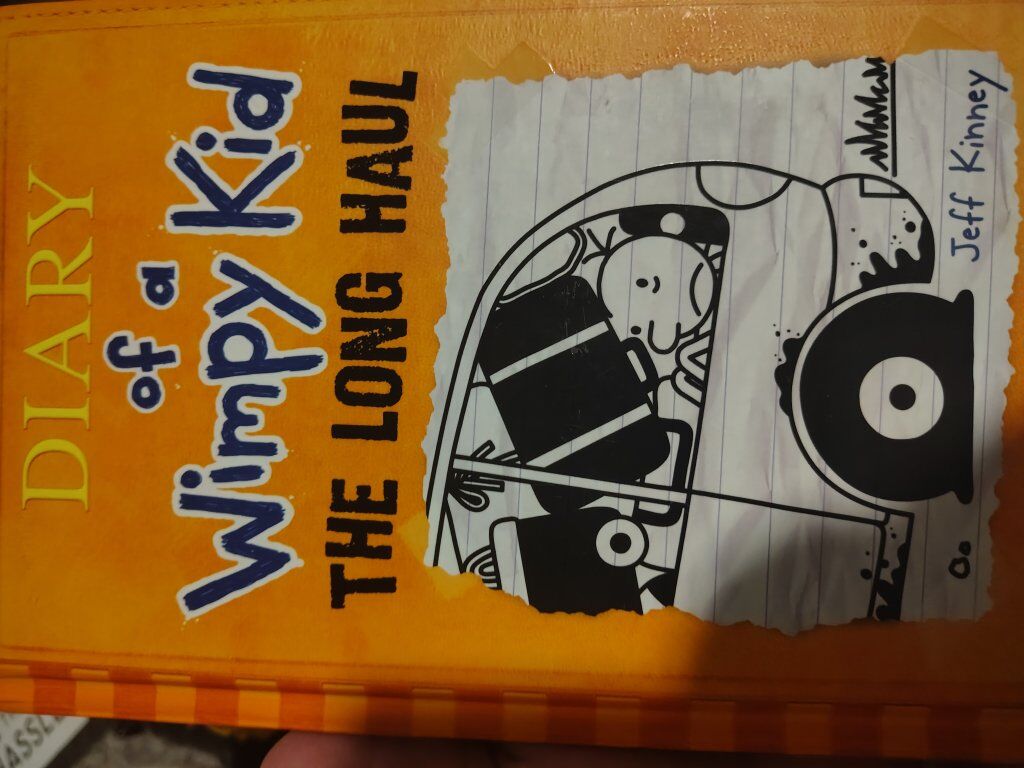 DIARY
of a
Wimpy Kid
THE LONG HAUL
Jeff Kinney